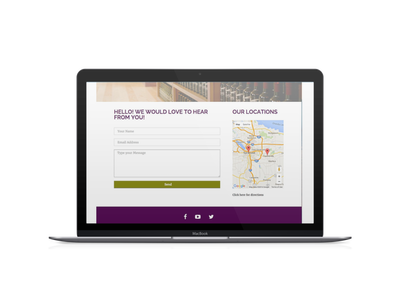 HELLO! WE WOULD LOVE TO HEAR
FROM YOU!
Your Name
Email Address
Type your Message
Send
OUR LOCATIONS
Click here for directions
MacBook